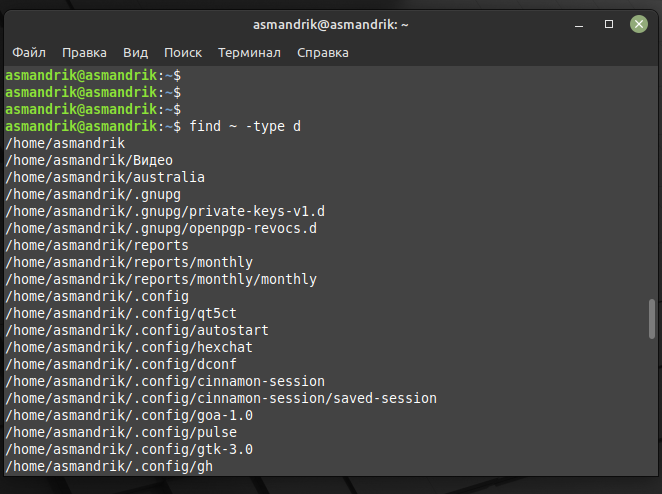 asmandrik@asmandrik: ~
Файл Правка Вид Поиск Терминал Справка
asmandrik@asmandrik:~$
asmandrik@asmandrik:~$
asmandrik@asmandrik:~$
asmandrik@asmandrik:~$ find ~ -type d
/home/asmandrik
/home/asmandrik/Видео
/home/asmandrik/australia
/home/asmandrik/.gnupg
/home/asmandrik/.gnupg/private-keys-v1.d
/home/asmandrik/.gnupg/openpgp-revocs.d
/home/asmandrik/reports
/home/asmandrik/reports/monthly
/home/asmandrik/reports/monthly/monthly
/home/asmandrik/.config
/home/asmandrik/.config/qt5ct
/home/asmandrik/.config/autostart
/home/asmandrik/.config/hexchat
/home/asmandrik/.config/dconf
/home/asmandrik/.config/cinnamon-session
/home/asmandrik/.config/cinnamon-session/saved-session
/home/asmandrik/.config/goa-1.0
/home/asmandrik/.config/pulse
/home/asmandrik/.config/gtk-3.0
/home/asmandrik/.config/gh